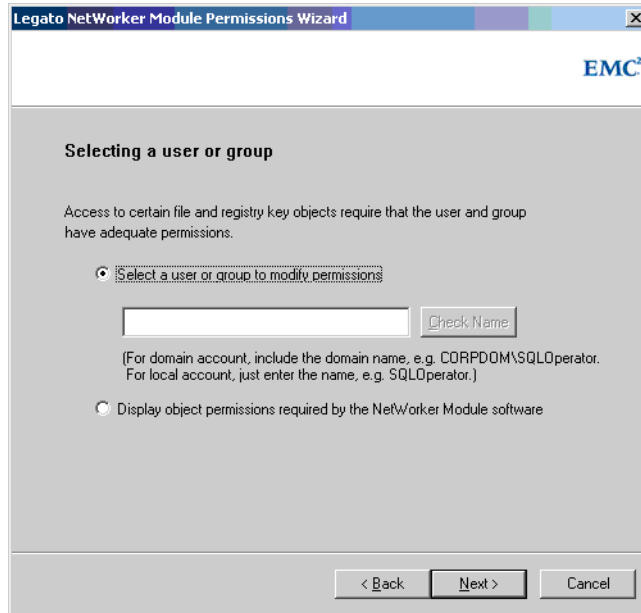 Legato NetWorker Module Permissions Wizard
EMC²
Selecting a user or group
Access to certain file and registry key objects require that the user and group
have adequate permissions.
Select a user or group to modify permissions
Check Name
(For domain account, include the domain name, e.g. CORPDOM\SQLOperator.
For local account, just enter the name, e.g. SQLOperator.)
Display object permissions required by the NetWorker Module software
< Back Next > Cancel